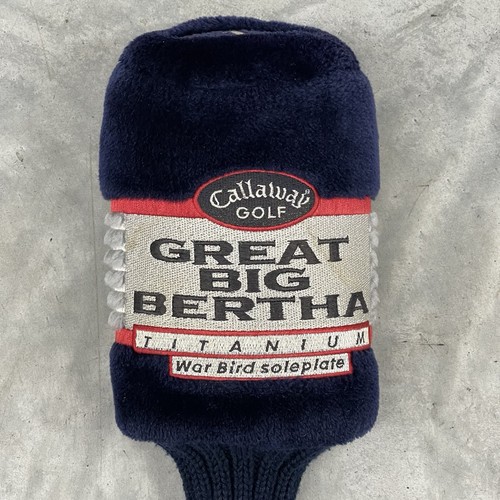 Callaway®
GOLF
GREAT
BIG
BERTHA
TITANIUM
War Bird soleplate